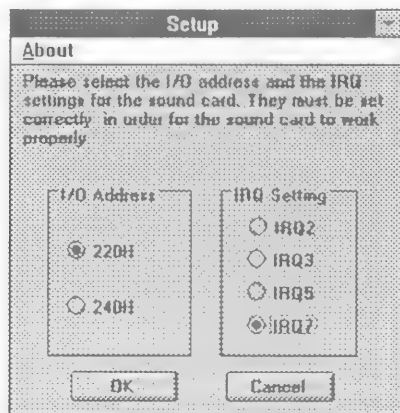 Setup
About
Please select the I/O address and the IRQ
settings for the sound card. They must be set
correctly in order for the sound card to work
properly
I/O Address
220H
240H
IRQ Setting
IRQ2
IRQ3
IRQ5
IRQ7
OK
Cancel